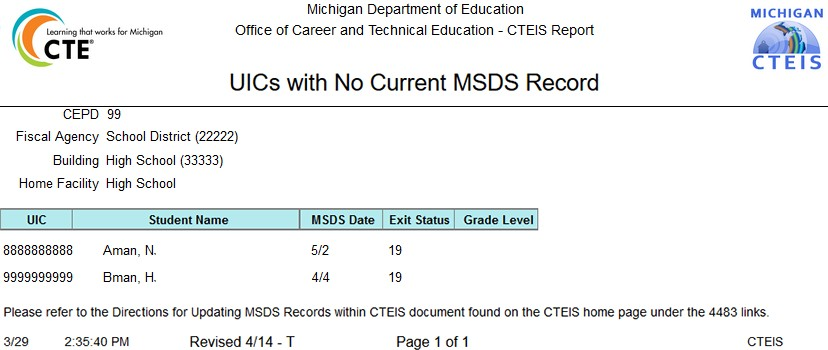 Michigan Department of Education
Office of Career and Technical Education - CTEIS Report
Learning that works for Michigan
CTE®
MICHIGAN
CTEIS
UICs with No Current MSDS Record
CEPD 99
Fiscal Agency School District (22222)
Building High School (33333)
Home Facility High School
UIC Student Name MSDS Date Exit Status Grade Level
8888888888 Aman, N. 5/2 19
9999999999 Bman, H. 4/4 19
Please refer to the Directions for Updating MSDS Records within CTEIS document found on the CTEIS home page under the 4483 links.
3/29 2:35:40 PM Revised 4/14 - T Page 1 of 1 CTEIS